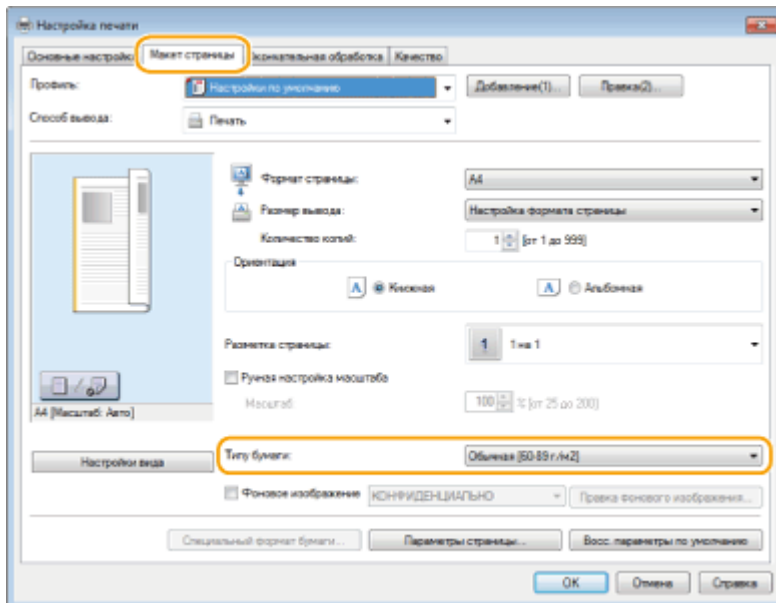 Настройка печати
Основные настройки Макет страницы Окончательная обработка Качество
Профиль: Настройки по умолчанию Добавление(1)... Правка(2)...
Способ вывода: Печать
Формат страницы: A4
Размер вывода: Настройка формата страницы
Количество копий: 1 [от 1 до 999]
Ориентация
A Книжная A Альбомная
Разметка страницы: 1 1 на 1
Ручная настройка масштаба
Масштаб: 100 % [от 25 до 200]
A4 [Масштаб: Авто]
Настройки вида
Типу бумаги: Обычная [60-89 г/м2]
Фоновое изображение КОНФИДЕНЦИАЛЬНО Правка фонового изображения...
Специальный формат бумаги... Параметры страницы... Восс. параметры по умолчанию
OK Отмена Справка